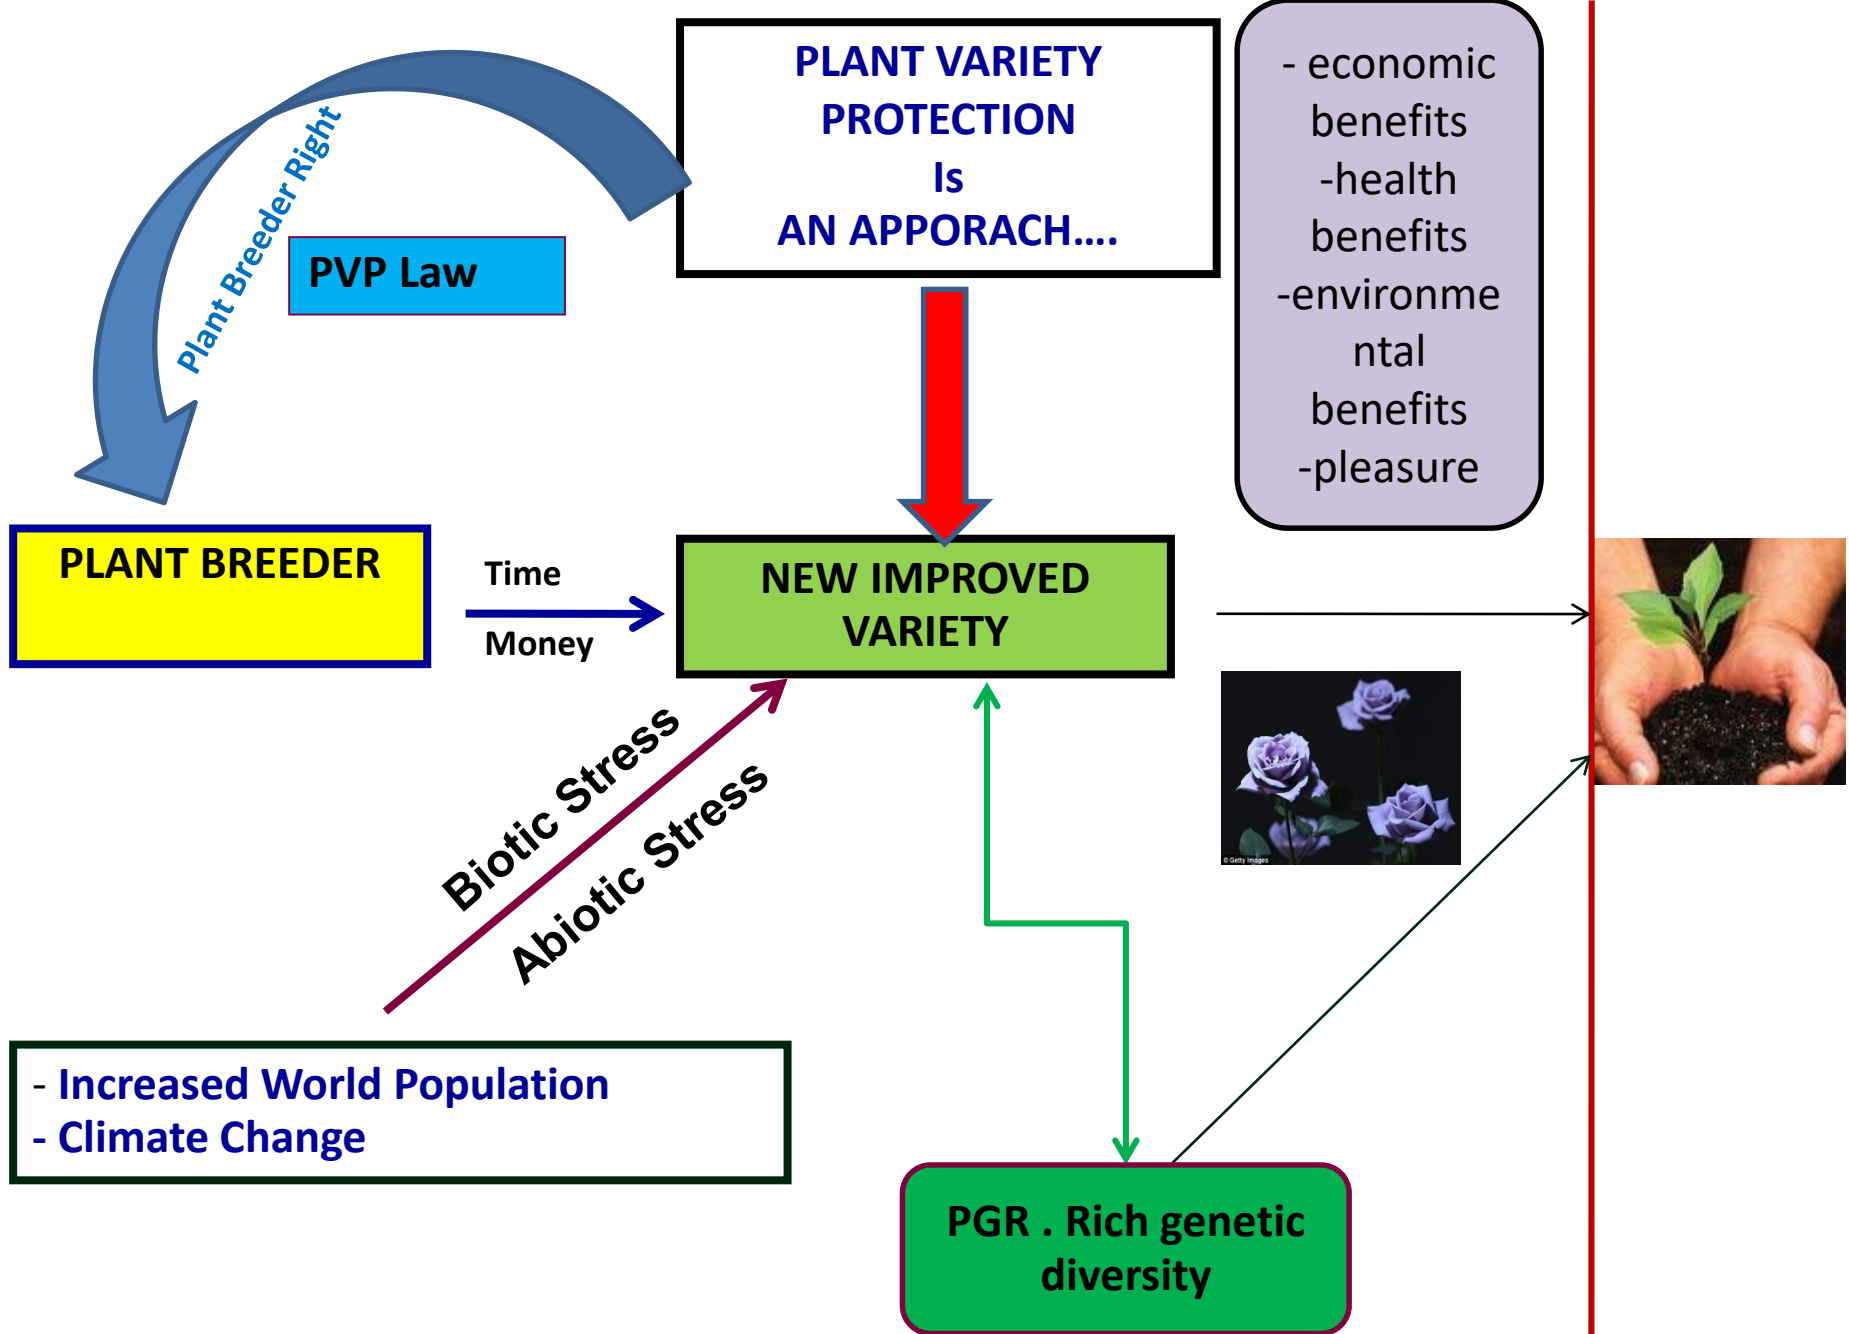 PLANT VARIETY
PROTECTION
Is
AN APPORACH....
- economic
benefits
-health
benefits
-environme
ntal
benefits
-pleasure
Plant Breeder Right
PVP Law
PLANT BREEDER
Time
Money
NEW IMPROVED
VARIETY
Biotic Stress
Abiotic Stress
© Getty Images
- Increased World Population
- Climate Change
PGR . Rich genetic
diversity